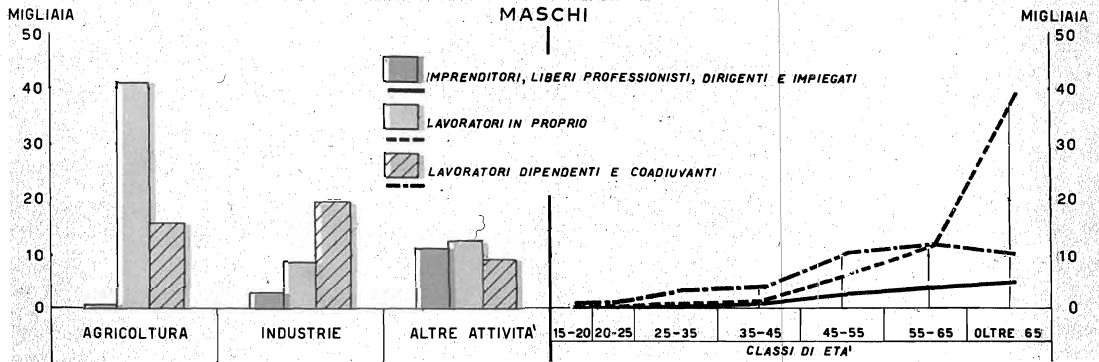 MASCHI
MIGLIAIA
MIGLIAIA
50
40
30
20
10
0
IMPRENDITORI, LIBERI PROFESSIONISTI, DIRIGENTI E IMPIEGATI
LAVORATORI IN PROPRIO
LAVORATORI DIPENDENTI E COADIUVANTI
50
40
30
20
10
0
AGRICOLTURA INDUSTRIE ALTRE ATTIVITA'
15-20 20-25 25-35 35-45 45-55 55-65 OLTRE 65
CLASSI DI ETA'